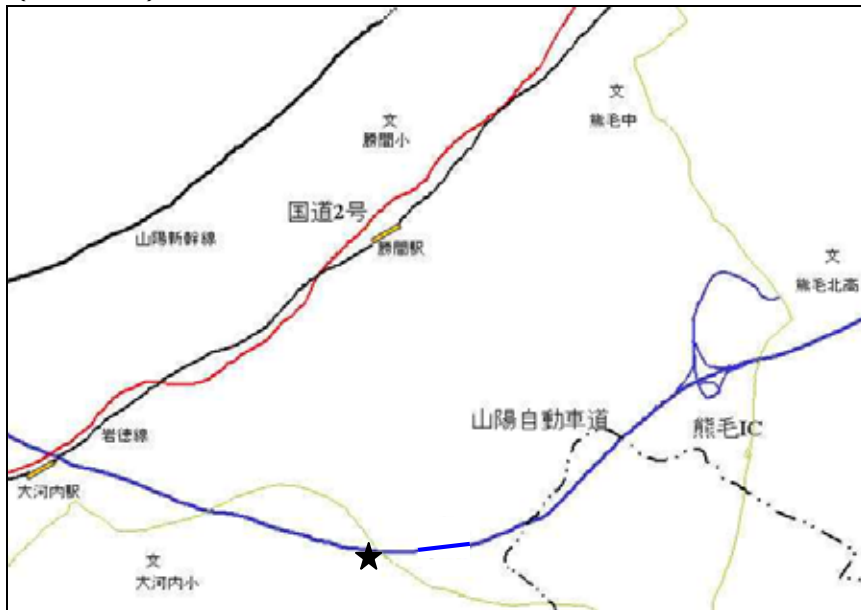 文
熊毛中
文
勝間小
国道2号
山陽新幹線
勝間駅
文
熊毛北高
山陽自動車道
熊毛IC
岩徳線
大河内駅
文
大河内小